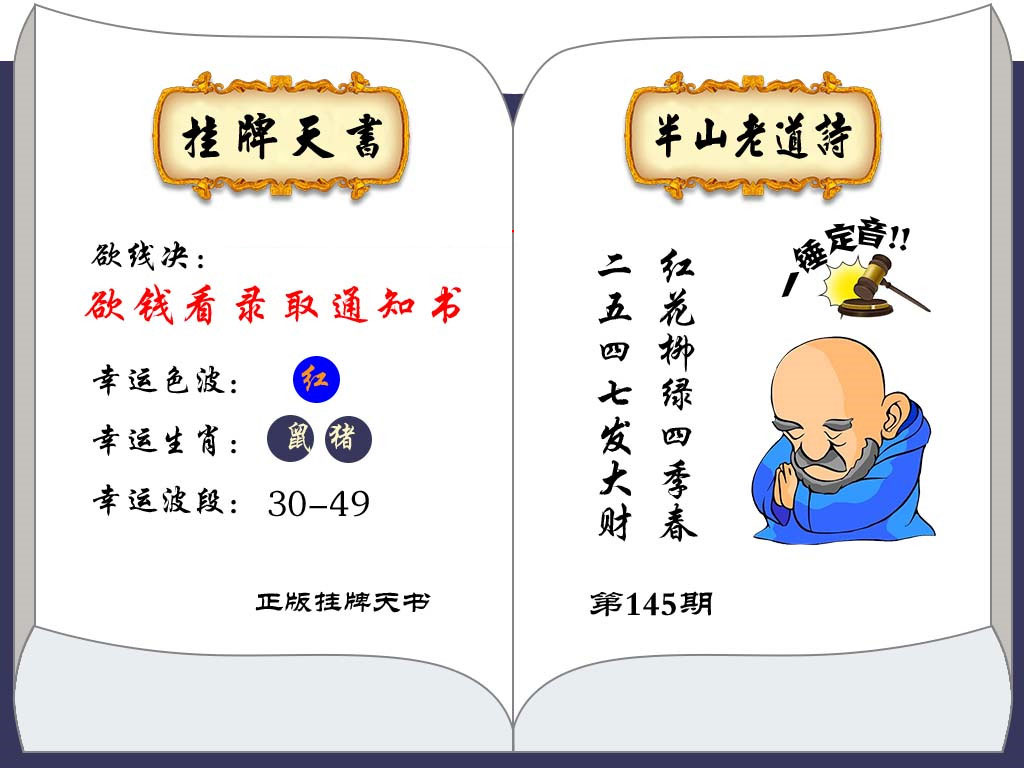 挂牌天書
欲线决：
欲钱看录取通知书
幸运色波： 红
幸运生肖： 鼠 猪
幸运波段： 30-49
正版挂牌天书
半山老道詩
1锤定音!!
红花柳绿四季春
二五四七发大财
第145期